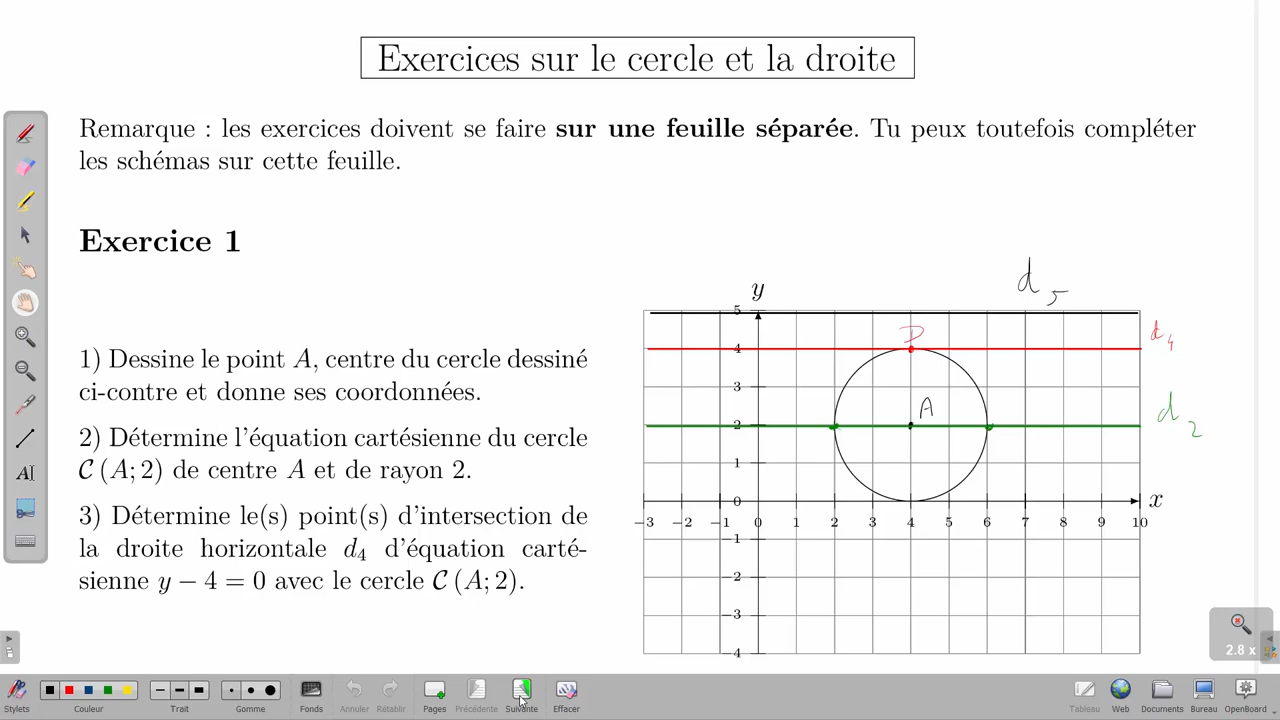 Exercices sur le cercle et la droite
Remarque : les exercices doivent se faire sur une feuille séparée. Tu peux toutefois compléter
les schémas sur cette feuille.
Exercice 1
1) Dessine le point A, centre du cercle dessiné
ci-contre et donne ses coordonnées.
2) Détermine l'équation cartésienne du cercle
𝒞 (A; 2) de centre A et de rayon 2.
3) Détermine le(s) point(s) d'intersection de
la droite horizontale d₄ d'équation carté-
sienne y − 4 = 0 avec le cercle 𝒞 (A; 2).
d₅
y
5
D
d₄
4
3
A
d₂
2
1
0
x
−3 −2 −1 0 1 2 3 4 5 6 7 8 9 10
−1
−2
−3
−4
2.8 x
Stylets Couleur Trait Gomme Fonds Annuler Rétablir Pages Précédente Suivante Effacer Tableau Web Documents Bureau OpenBoard